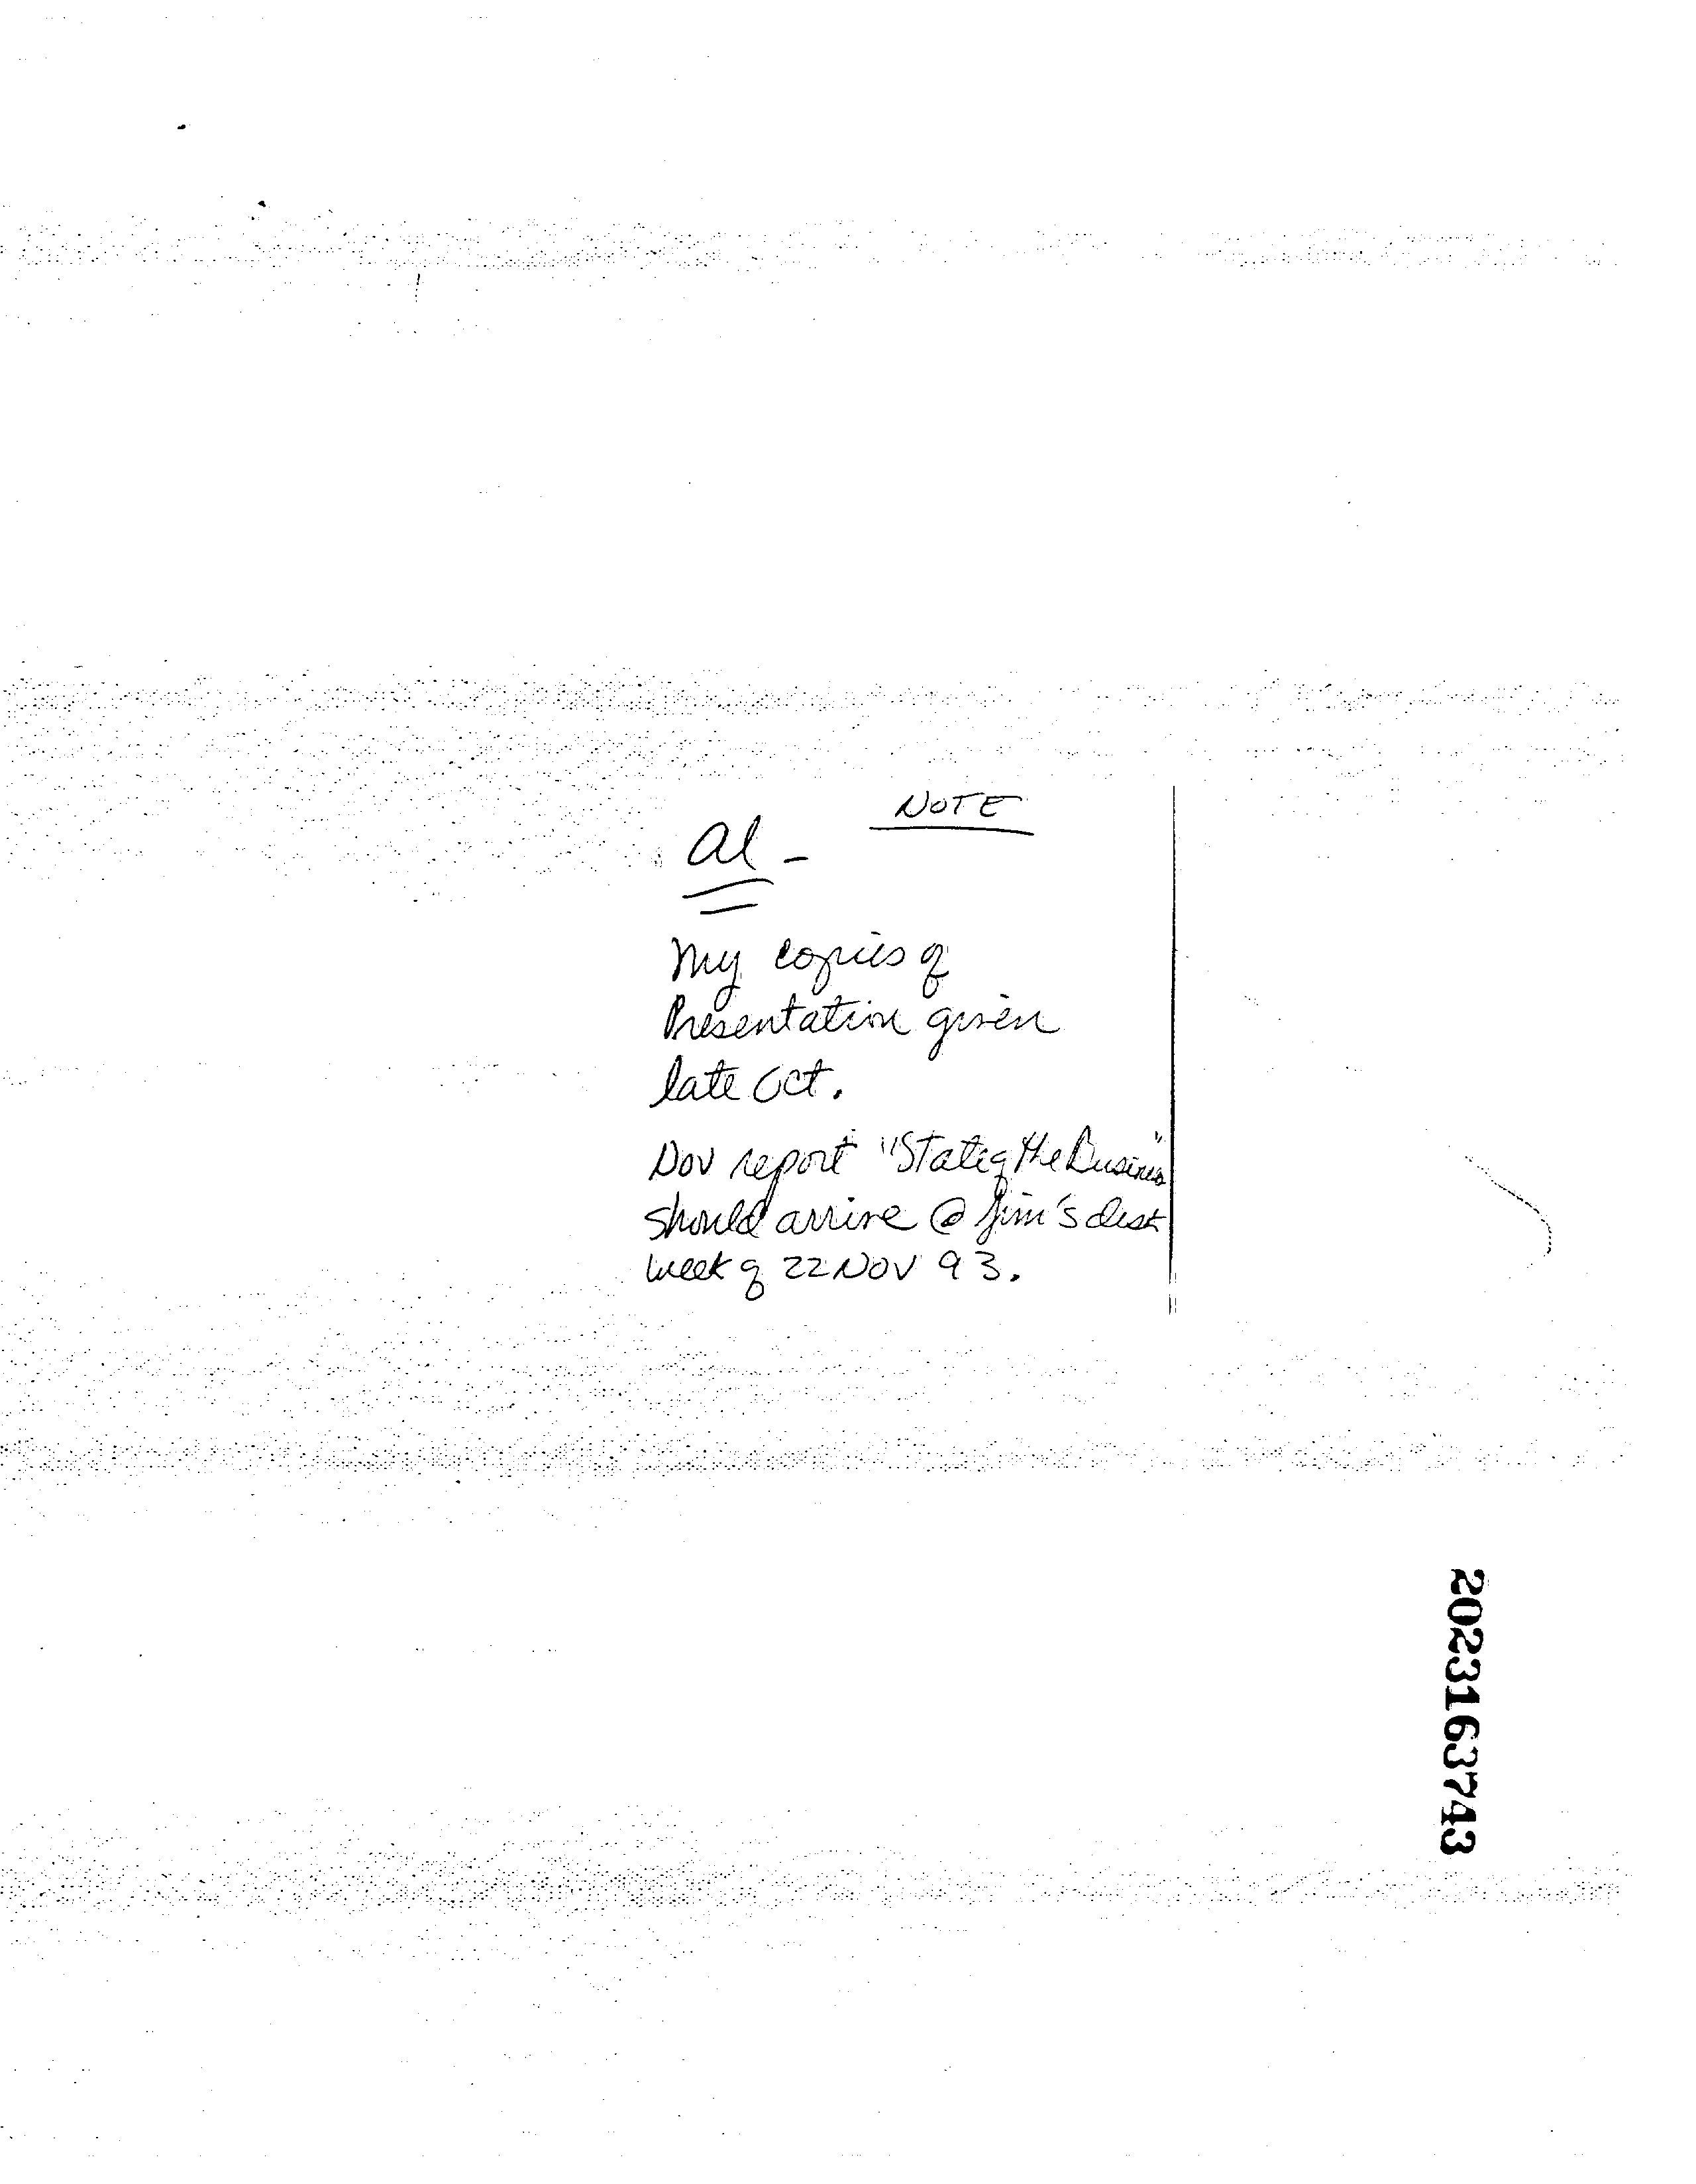 NOTE
Al -
My copies of
Presentation given
late Oct.
Nov report "State of the Business"
should arrive @ Jim's desk
week of 22 NOV 93.
2023163743